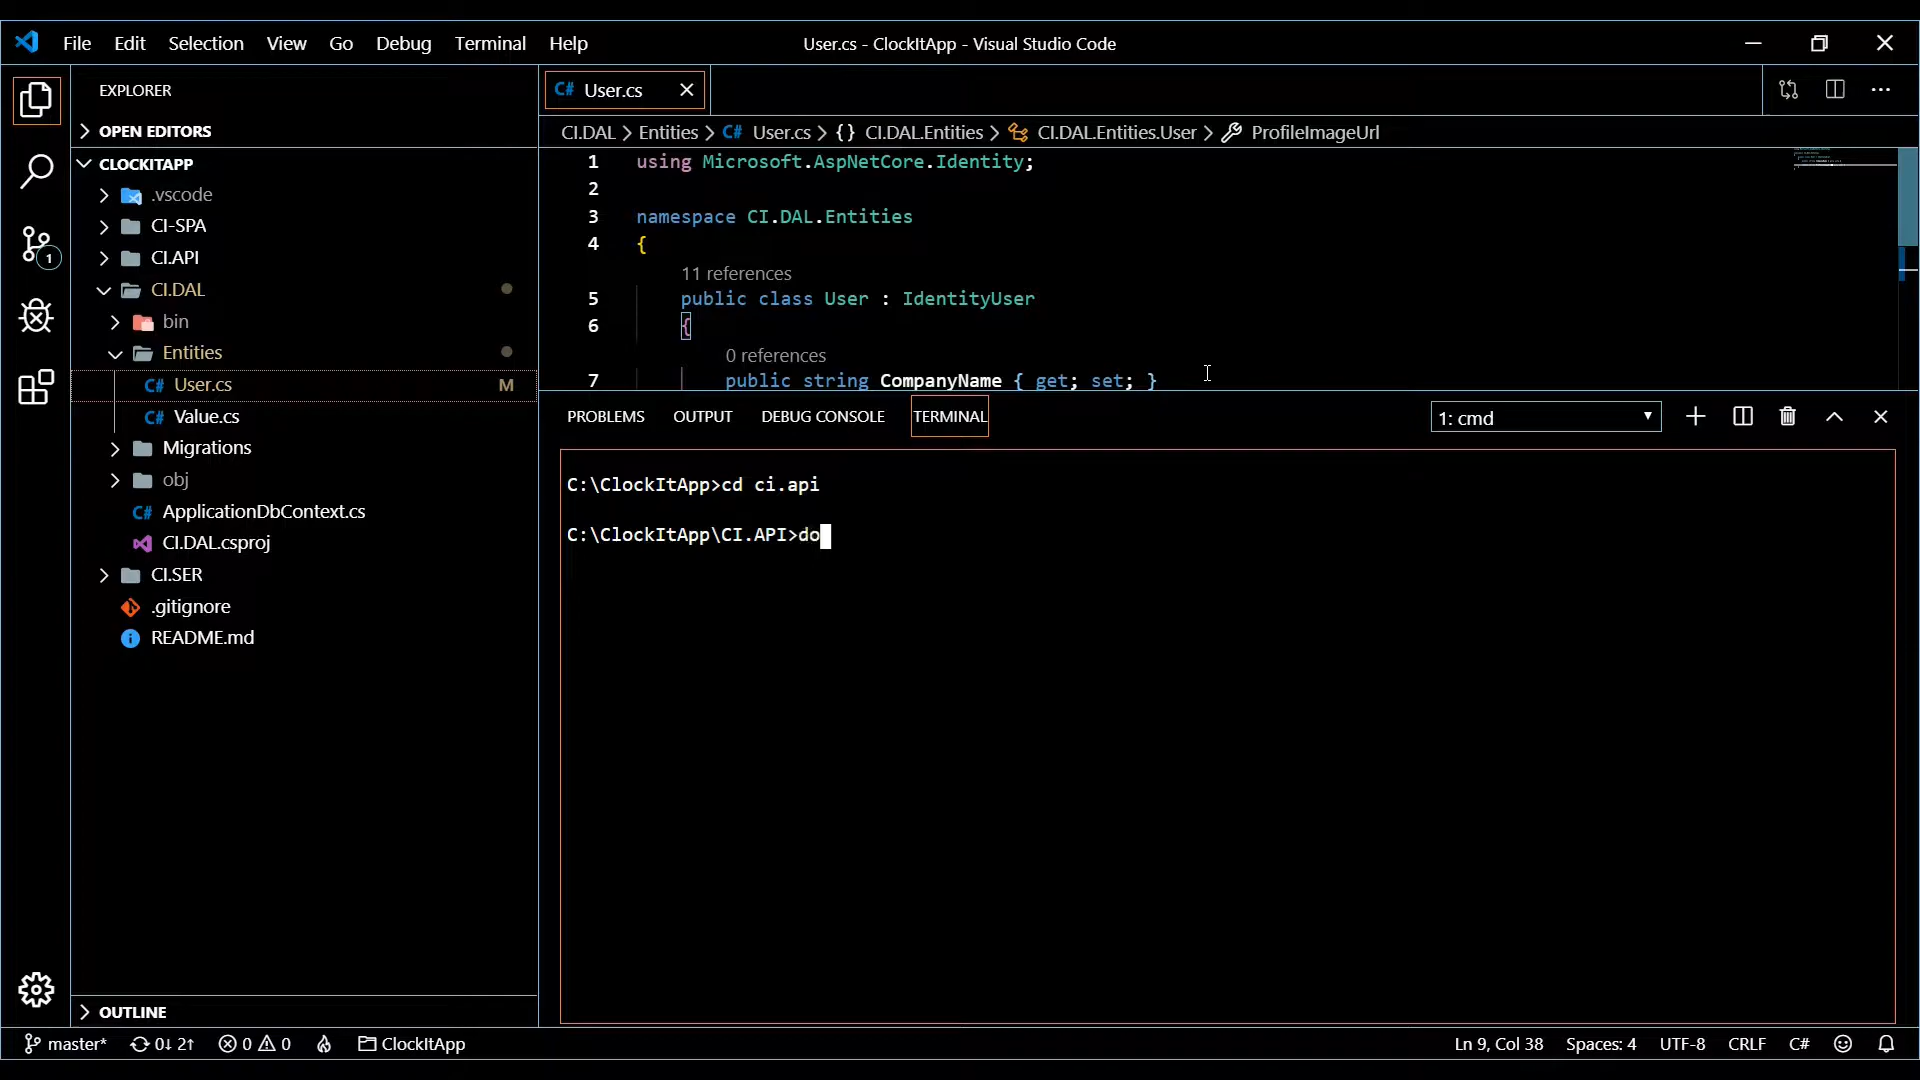 File Edit Selection View Go Debug Terminal Help
User.cs - ClockItApp - Visual Studio Code
EXPLORER
OPEN EDITORS
CLOCKITAPP
.vscode
CI-SPA
CI.API
CI.DAL
bin
Entities
User.cs M
Value.cs
Migrations
obj
ApplicationDbContext.cs
CI.DAL.csproj
CI.SER
.gitignore
README.md
OUTLINE
1
C# User.cs
CI.DAL > Entities > C# User.cs > {} CI.DAL.Entities > CI.DAL.Entities.User > ProfileImageUrl
1 using Microsoft.AspNetCore.Identity;
2
3 namespace CI.DAL.Entities
4 {
11 references
5 public class User : IdentityUser
6 {
0 references
7 public string CompanyName { get; set; }
PROBLEMS OUTPUT DEBUG CONSOLE TERMINAL
1: cmd
C:\ClockItApp>cd ci.api
C:\ClockItApp\CI.API>do
master* 0↓ 2↑ 0 0 ClockItApp
Ln 9, Col 38 Spaces: 4 UTF-8 CRLF C#